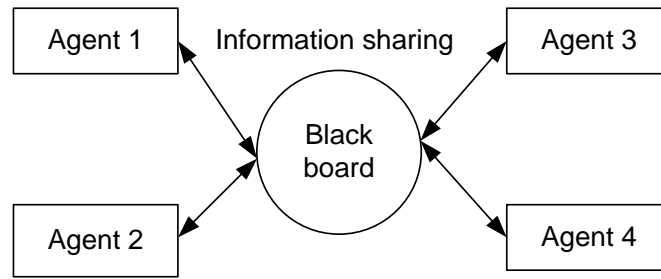 Agent 1
Information sharing
Agent 3
Black
board
Agent 2
Agent 4